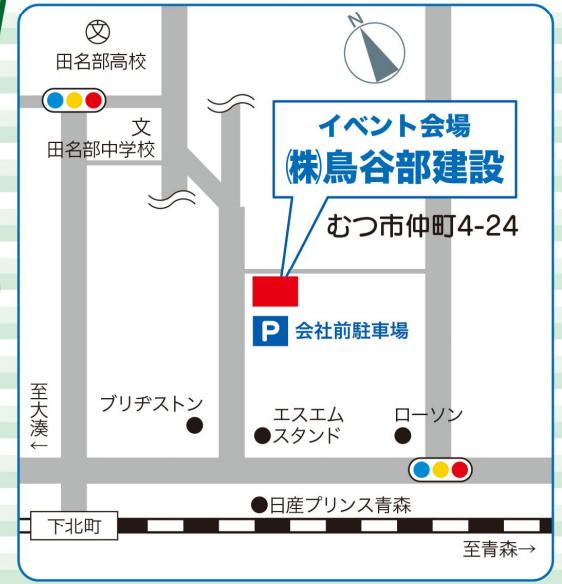 文
田名部高校
N
文
田名部中学校
イベント会場
㈱鳥谷部建設
むつ市仲町4-24
P 会社前駐車場
至大湊←
ブリヂストン
エスエム
スタンド
ローソン
日産プリンス青森
下北町
至青森→